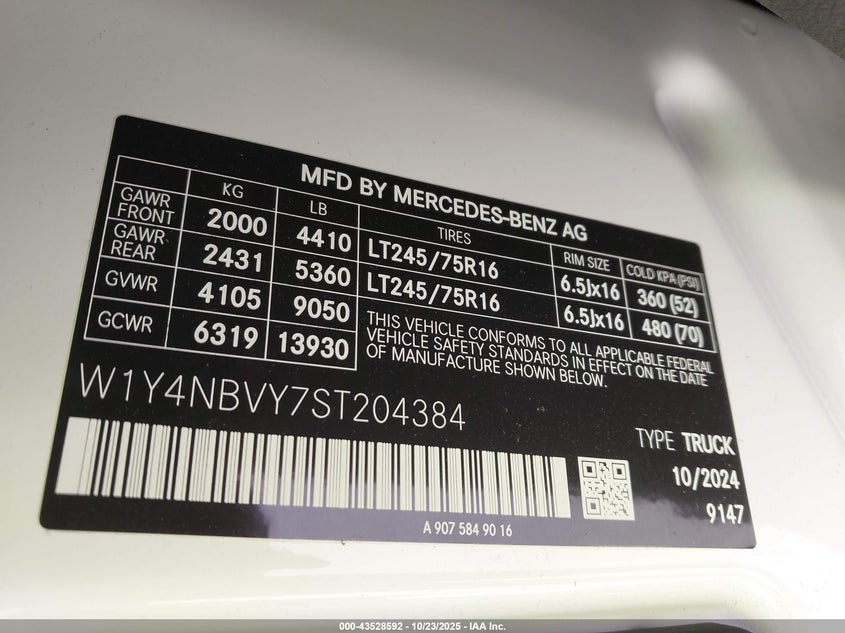 MFD BY MERCEDES-BENZ AG
KG LB TIRES RIM SIZE COLD KPA (PSI)
GAWR FRONT 2000 4410 LT245/75R16 6.5Jx16 360 (52)
GAWR REAR 2431 5360 LT245/75R16 6.5Jx16 480 (70)
GVWR 4105 9050
GCWR 6319 13930
THIS VEHICLE CONFORMS TO ALL APPLICABLE FEDERAL
VEHICLE SAFETY STANDARDS IN EFFECT ON THE DATE
OF MANUFACTURE SHOWN BELOW.
W1Y4NBVY7ST204384
TYPE TRUCK
10/2024
9147
A 907 584 90 16
000-43528592 - 10/23/2025 - IAA Inc.